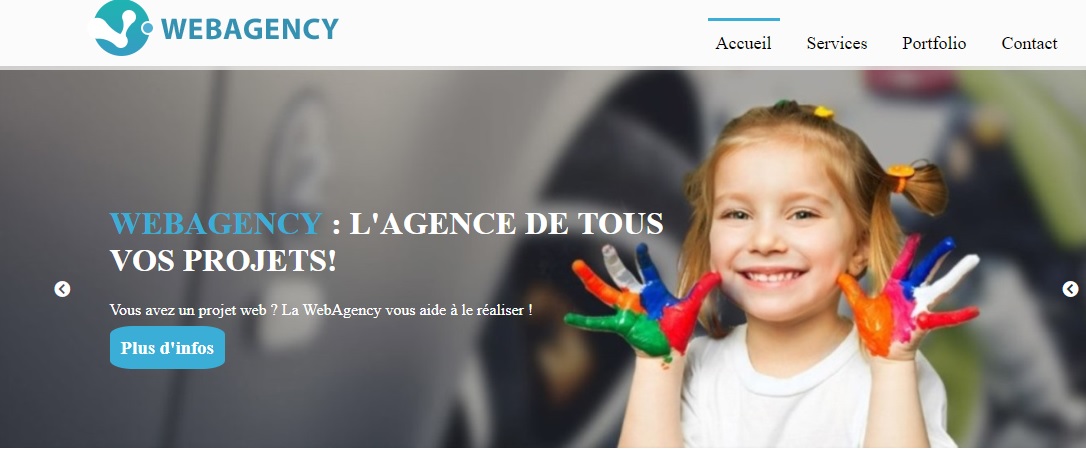 WEBAGENCY
Accueil Services Portfolio Contact
WEBAGENCY : L'AGENCE DE TOUS
VOS PROJETS!
Vous avez un projet web ? La WebAgency vous aide à le réaliser !
Plus d'infos